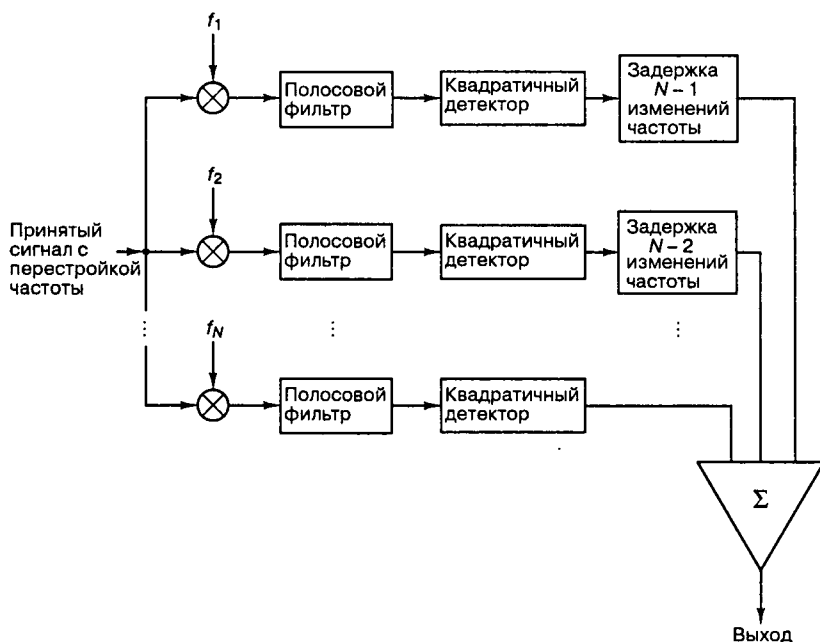 f1
Полосовой
фильтр
Квадратичный
детектор
Задержка
N – 1
изменений
частоты
f2
Принятый
сигнал с
перестройкой
частоты
Полосовой
фильтр
Квадратичный
детектор
Задержка
N – 2
изменений
частоты
fN
Полосовой
фильтр
Квадратичный
детектор
Σ
Выход